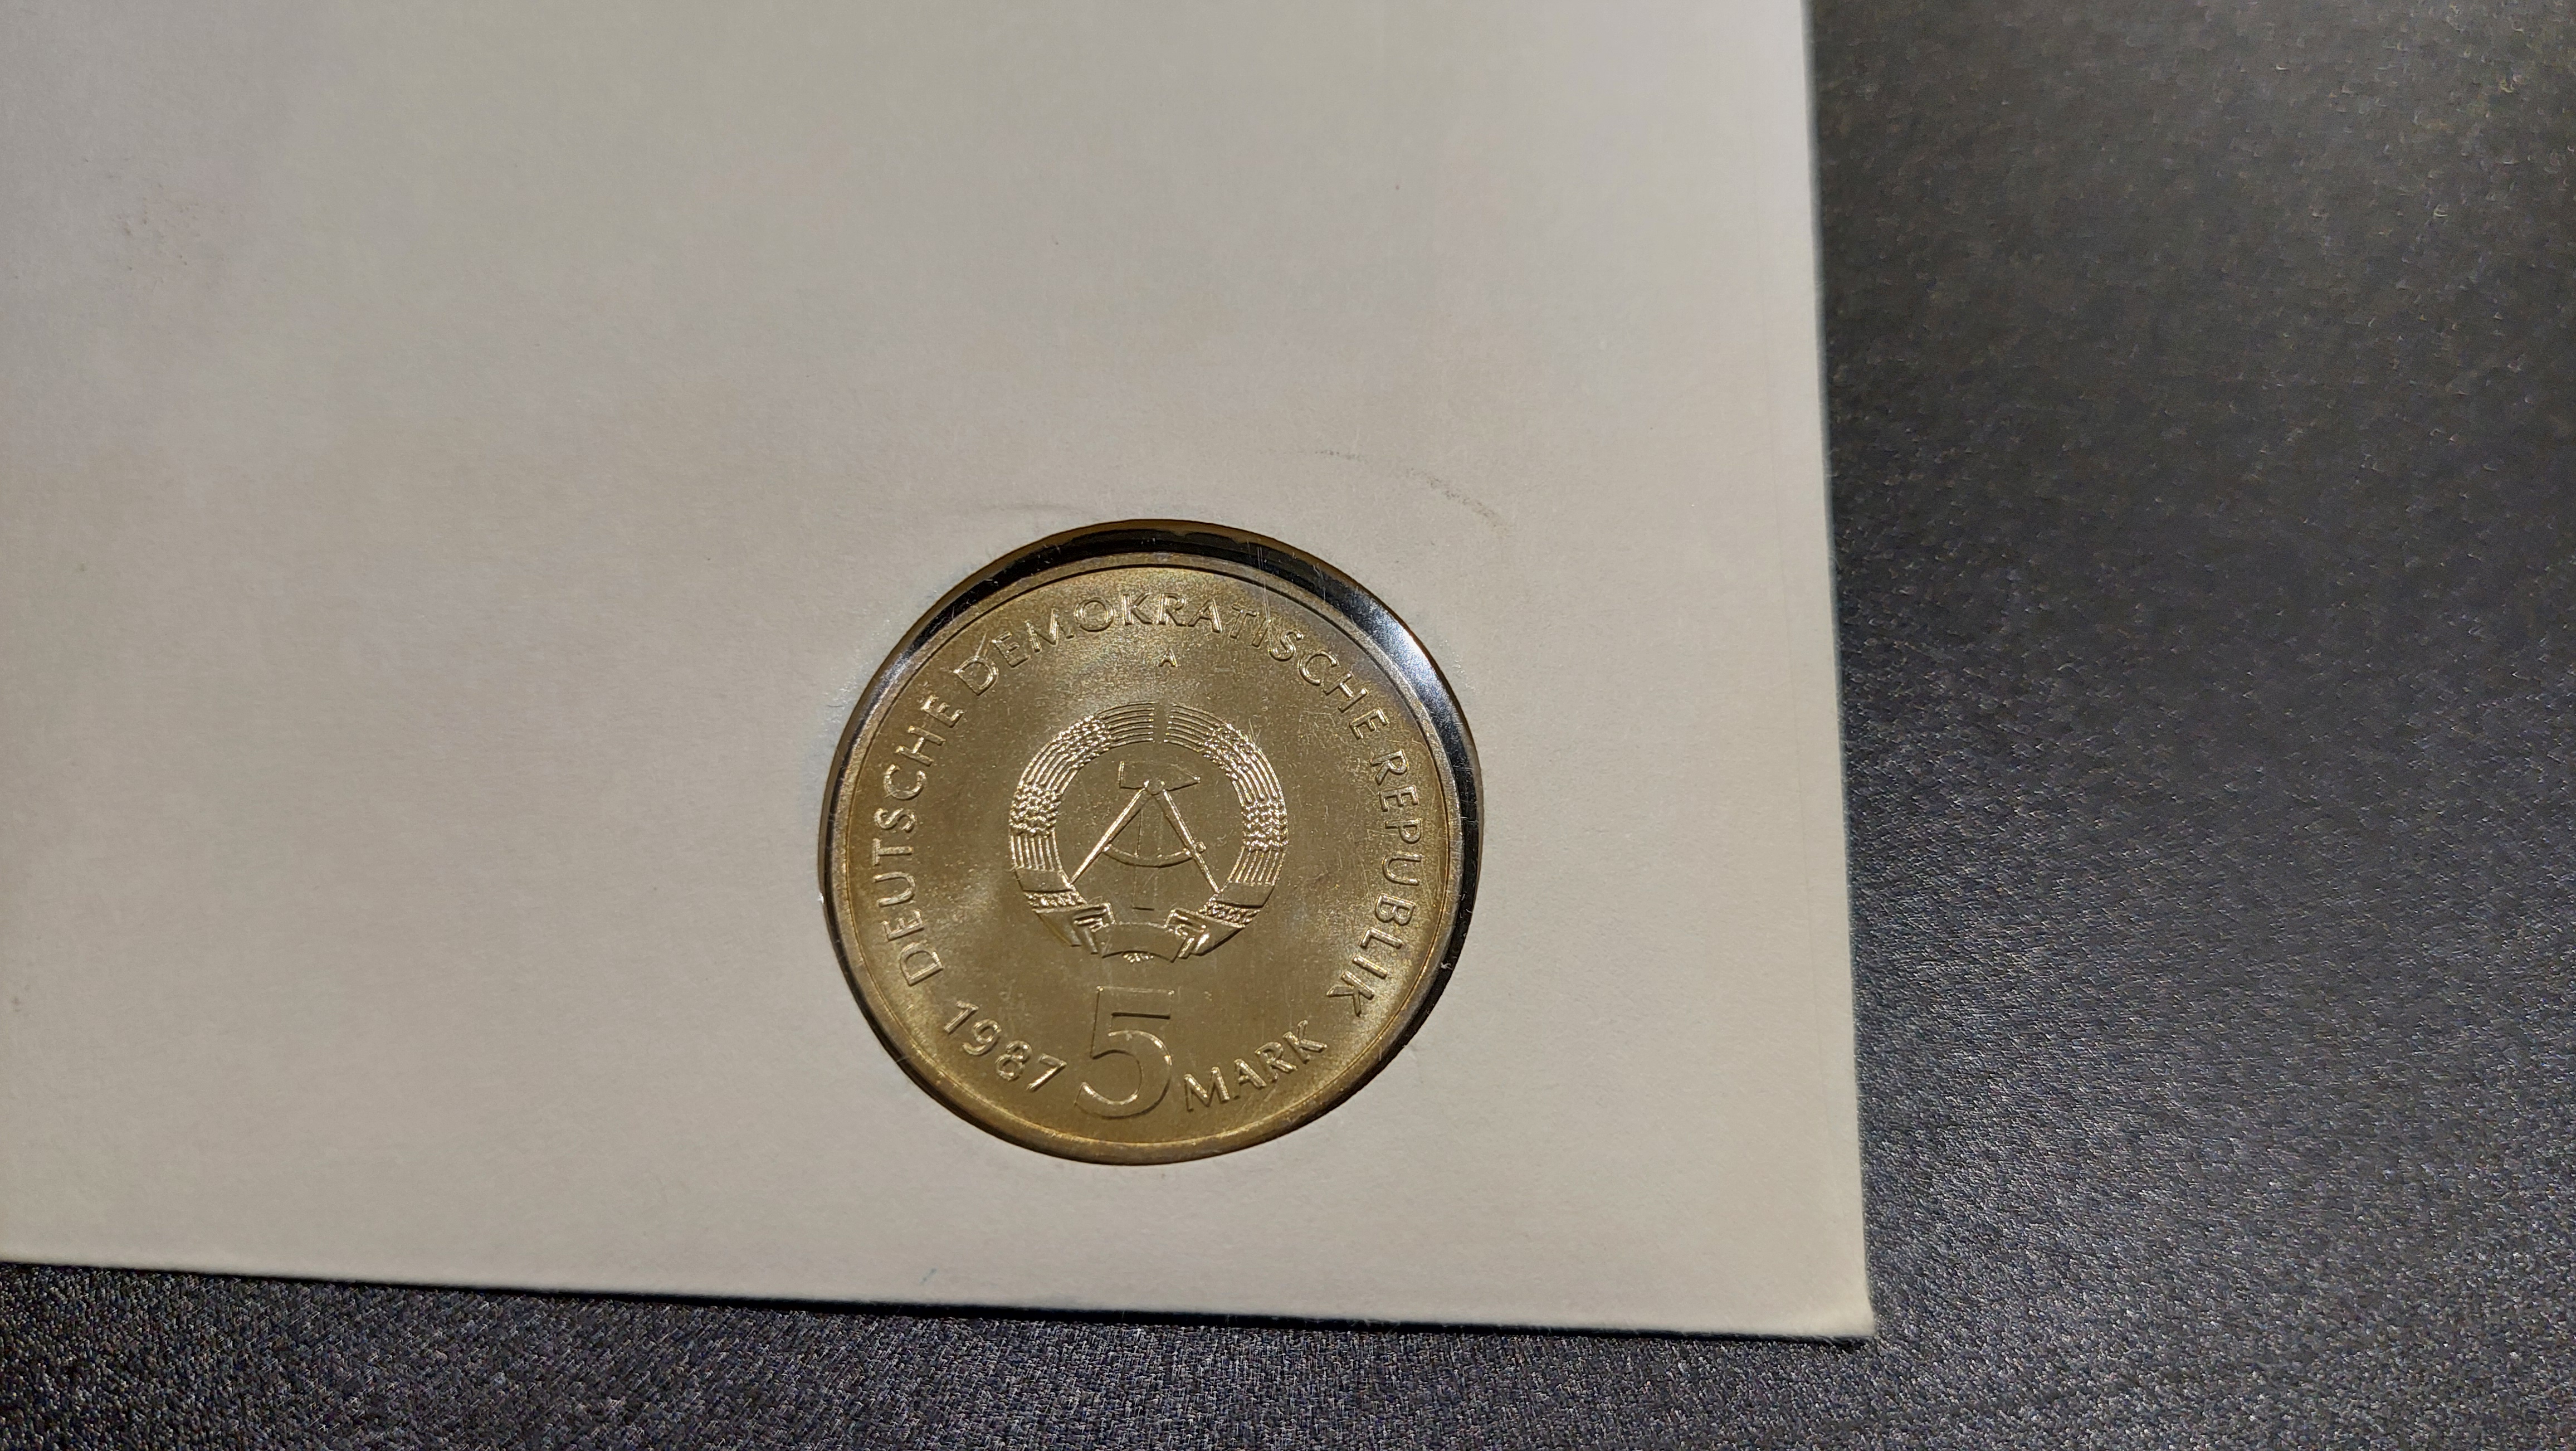 DEUTSCHE DEMOKRATISCHE REPUBLIK
A
1987 5 MARK